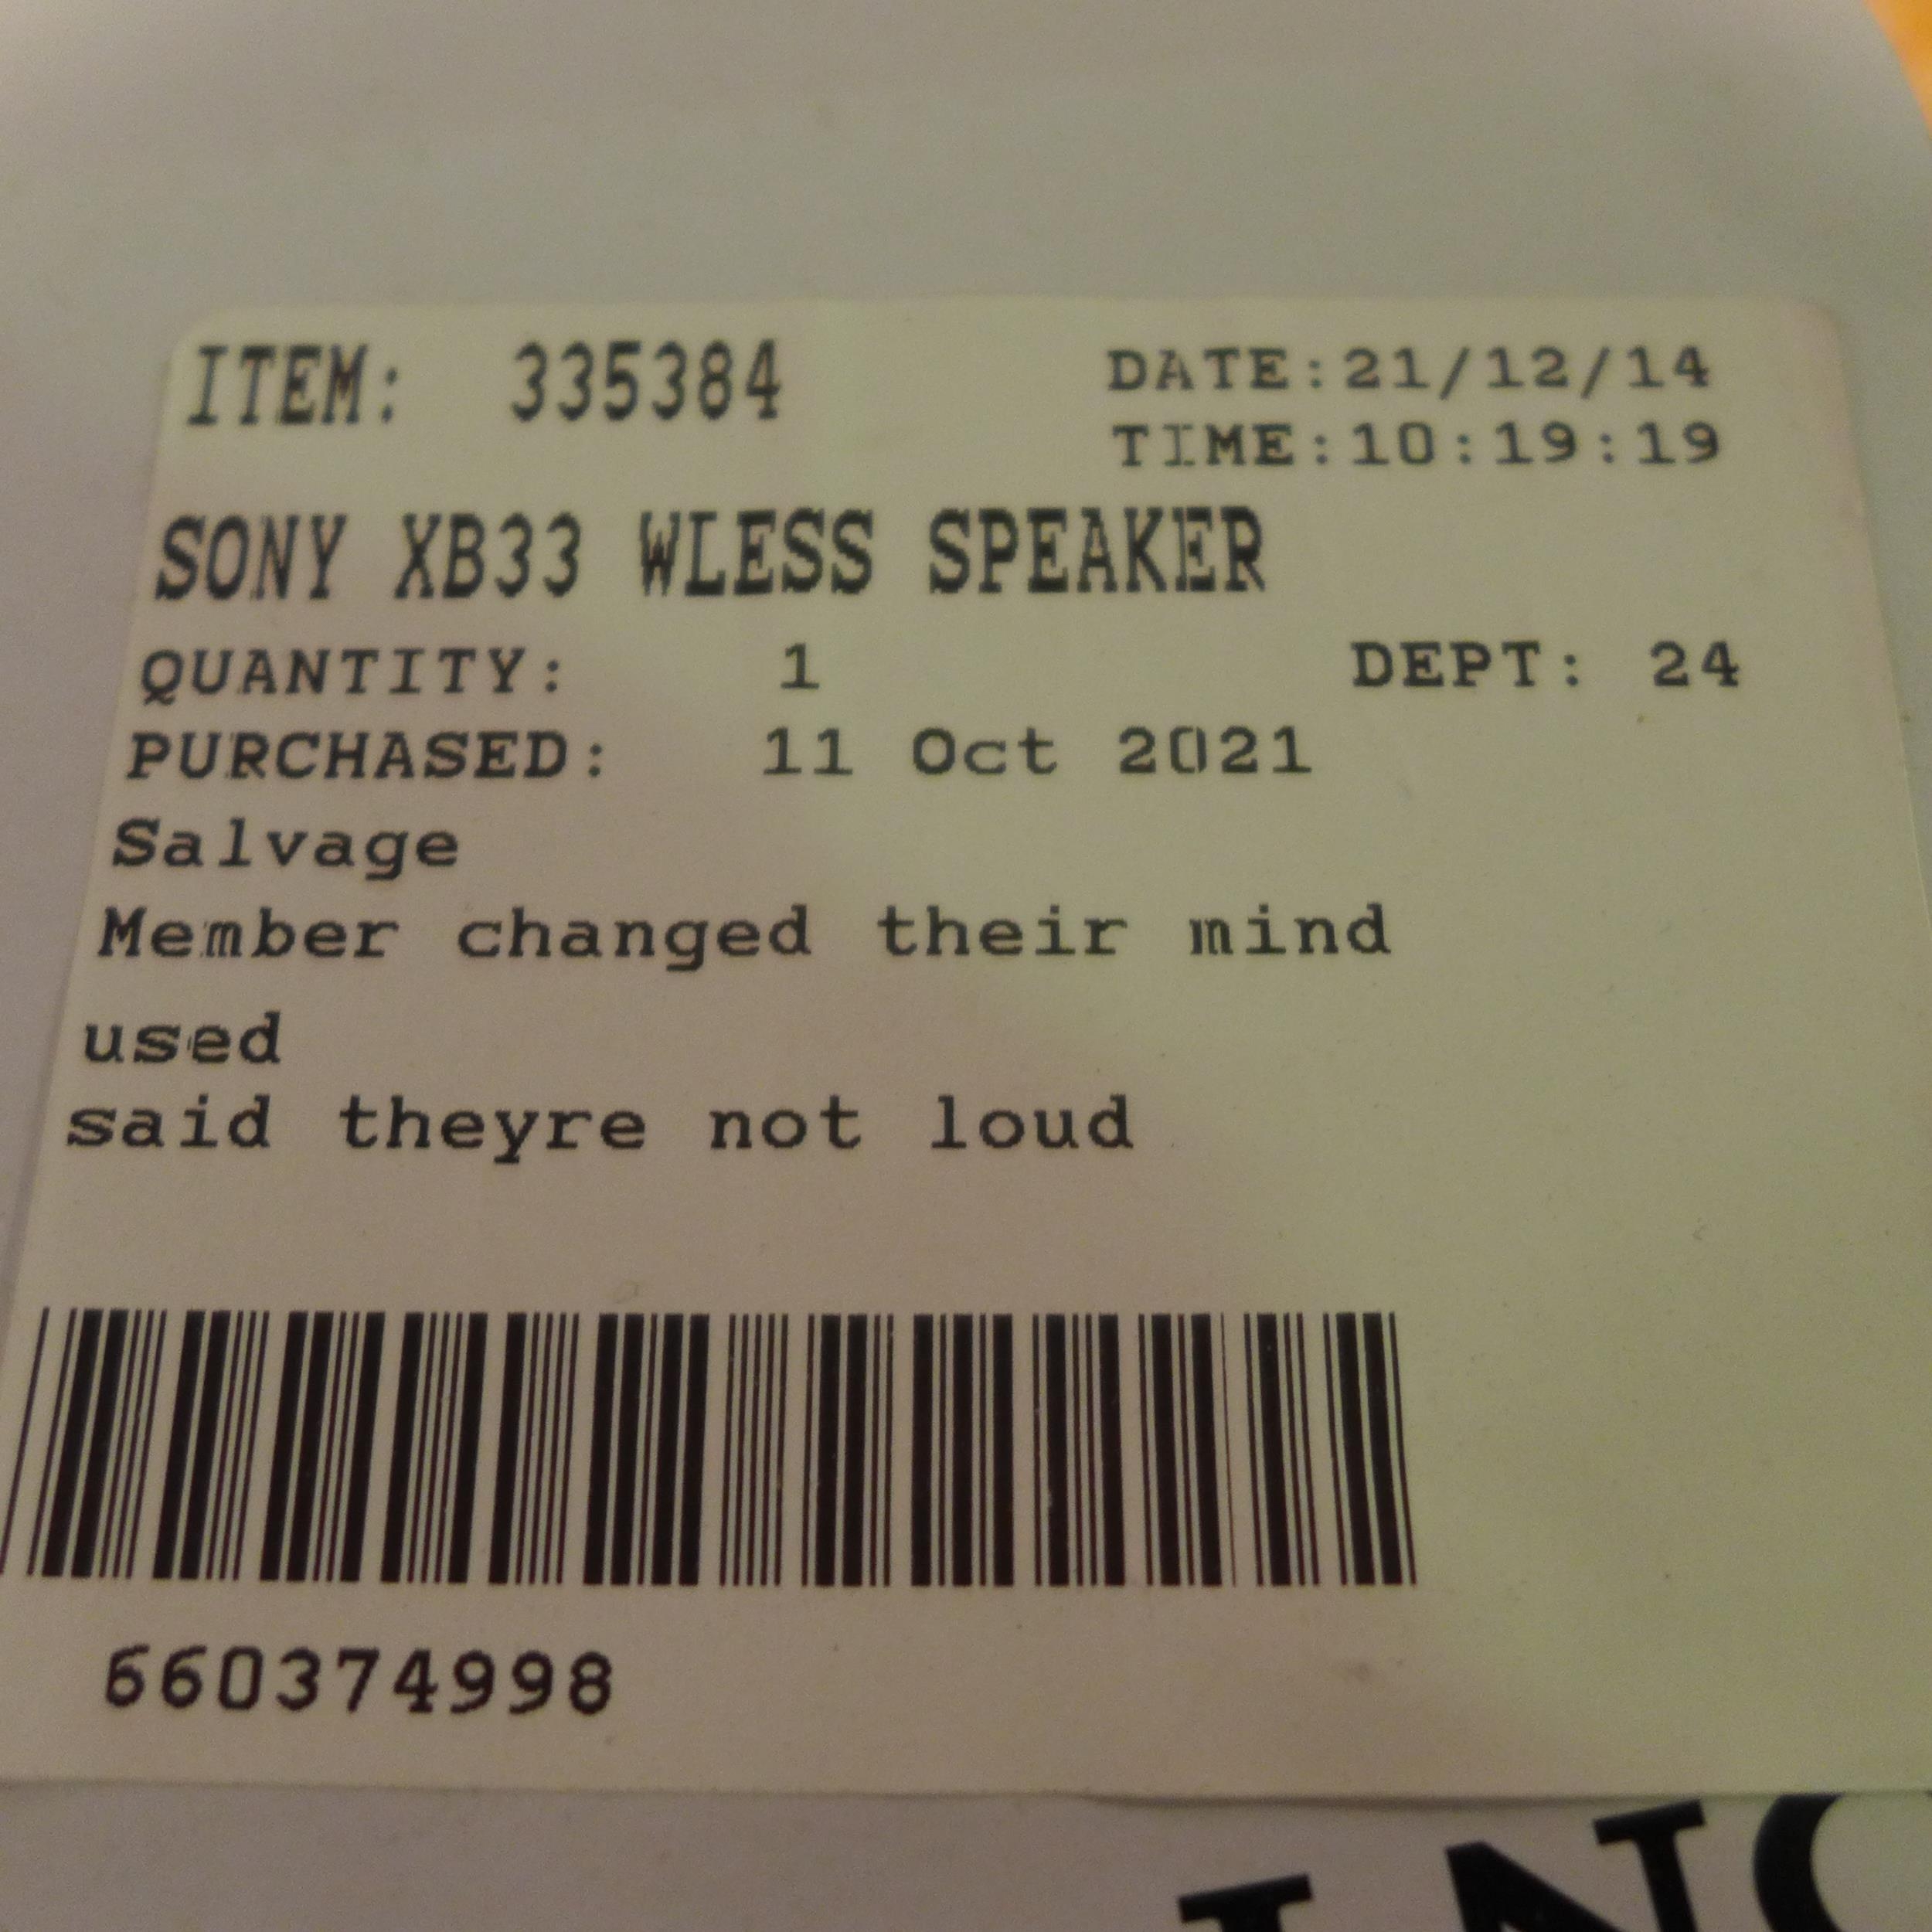 ITEM: 335384
DATE:21/12/14
TIME:10:19:19
SONY XB33 WLESS SPEAKER
QUANTITY: 1 DEPT: 24
PURCHASED: 11 Oct 2021
Salvage
Member changed their mind
used
said theyre not loud
660374998